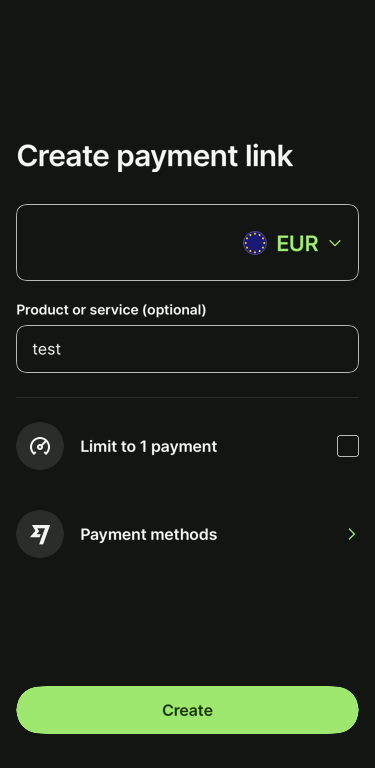 Create payment link
EUR
Product or service (optional)
test
Limit to 1 payment
Payment methods
Create